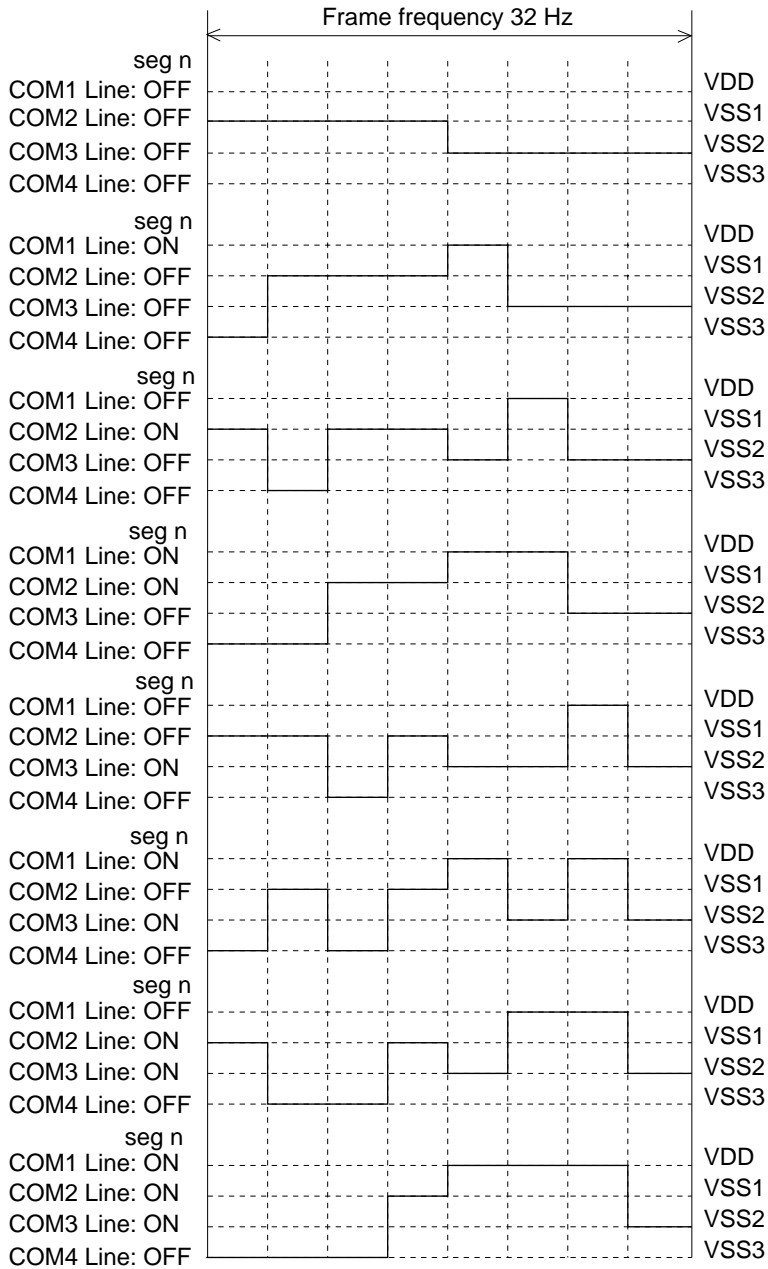 Frame frequency 32 Hz
seg n
COM1 Line: OFF VDD
COM2 Line: OFF VSS1
COM3 Line: OFF VSS2
COM4 Line: OFF VSS3
seg n
COM1 Line: ON VDD
COM2 Line: OFF VSS1
COM3 Line: OFF VSS2
COM4 Line: OFF VSS3
seg n
COM1 Line: OFF VDD
COM2 Line: ON VSS1
COM3 Line: OFF VSS2
COM4 Line: OFF VSS3
seg n
COM1 Line: ON VDD
COM2 Line: ON VSS1
COM3 Line: OFF VSS2
COM4 Line: OFF VSS3
seg n
COM1 Line: OFF VDD
COM2 Line: OFF VSS1
COM3 Line: ON VSS2
COM4 Line: OFF VSS3
seg n
COM1 Line: ON VDD
COM2 Line: OFF VSS1
COM3 Line: ON VSS2
COM4 Line: OFF VSS3
seg n
COM1 Line: OFF VDD
COM2 Line: ON VSS1
COM3 Line: ON VSS2
COM4 Line: OFF VSS3
seg n
COM1 Line: ON VDD
COM2 Line: ON VSS1
COM3 Line: ON VSS2
COM4 Line: OFF VSS3